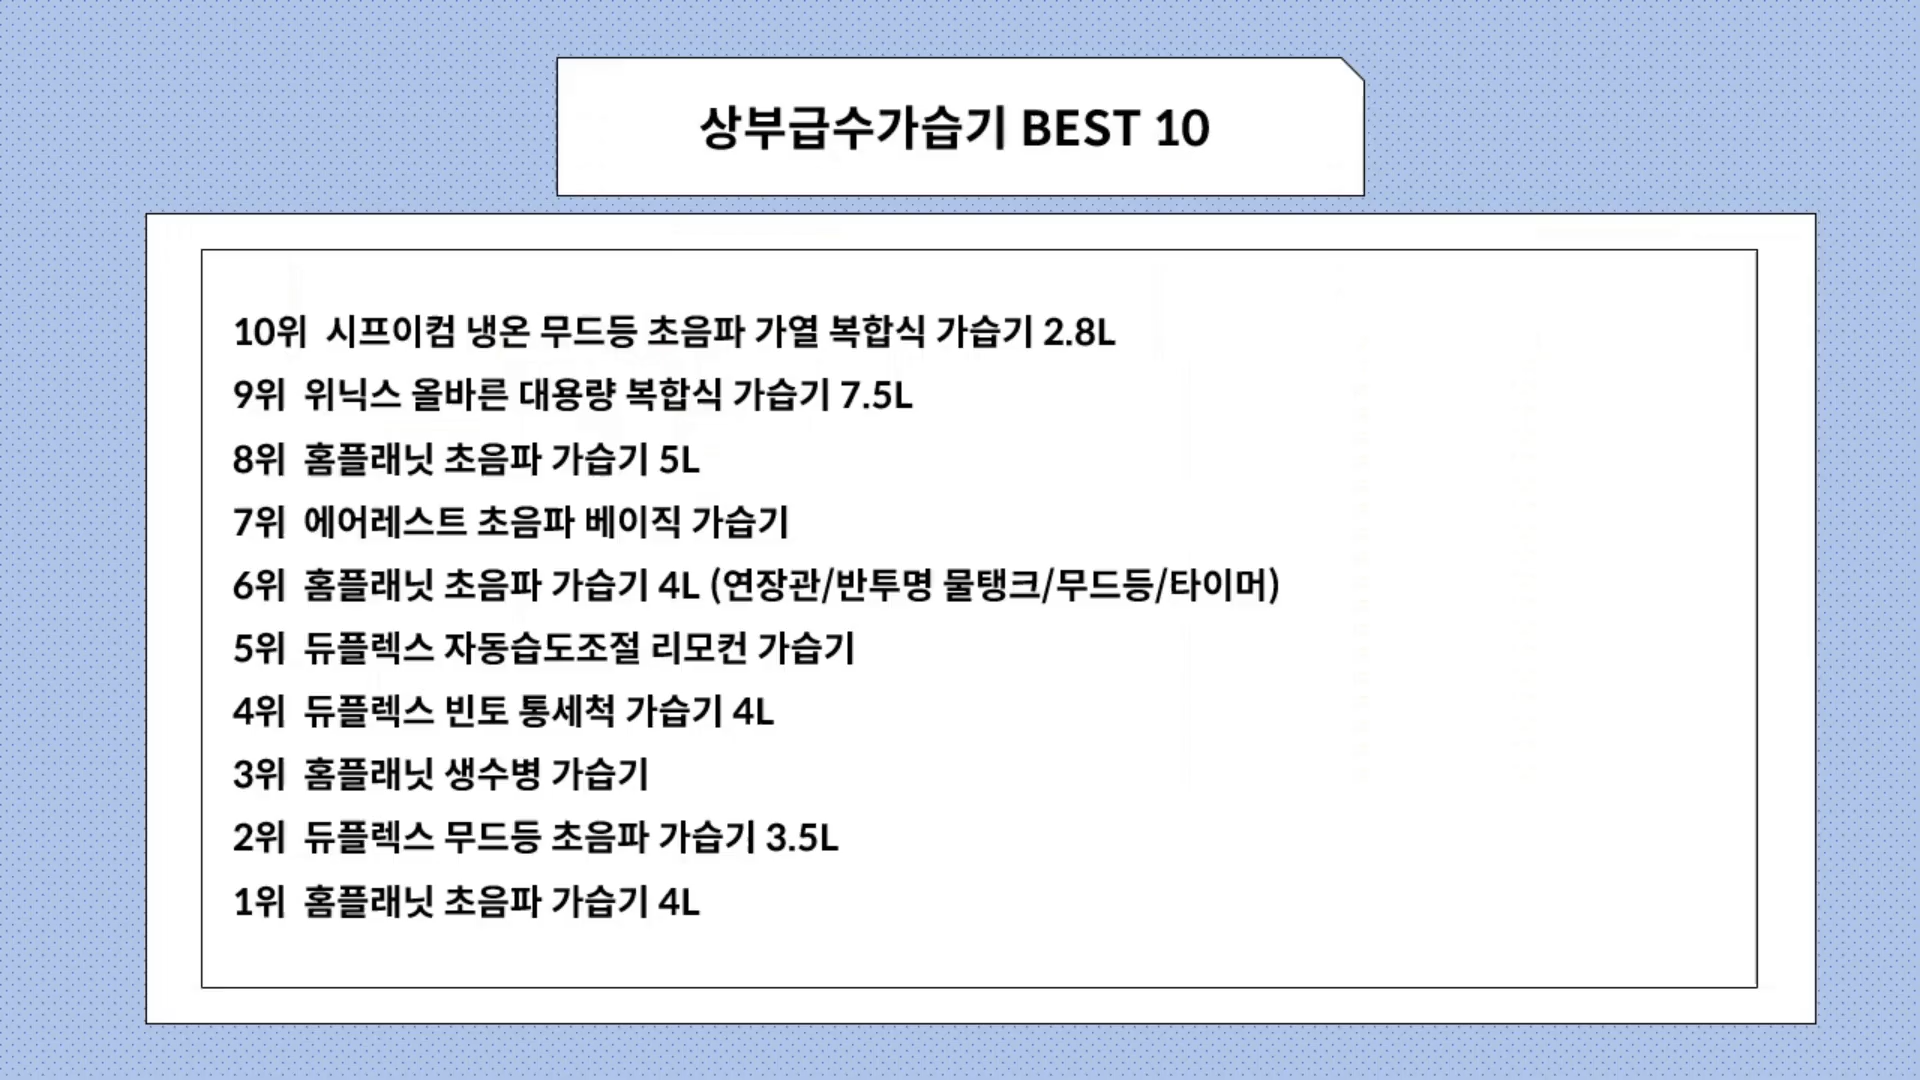 상부급수가습기 BEST 10
10위 시프이컴 냉온 무드등 초음파 가열 복합식 가습기 2.8L
9위 위닉스 올바른 대용량 복합식 가습기 7.5L
8위 홈플래닛 초음파 가습기 5L
7위 에어레스트 초음파 베이직 가습기
6위 홈플래닛 초음파 가습기 4L (연장관/반투명 물탱크/무드등/타이머)
5위 듀플렉스 자동습도조절 리모컨 가습기
4위 듀플렉스 빈토 통세척 가습기 4L
3위 홈플래닛 생수병 가습기
2위 듀플렉스 무드등 초음파 가습기 3.5L
1위 홈플래닛 초음파 가습기 4L